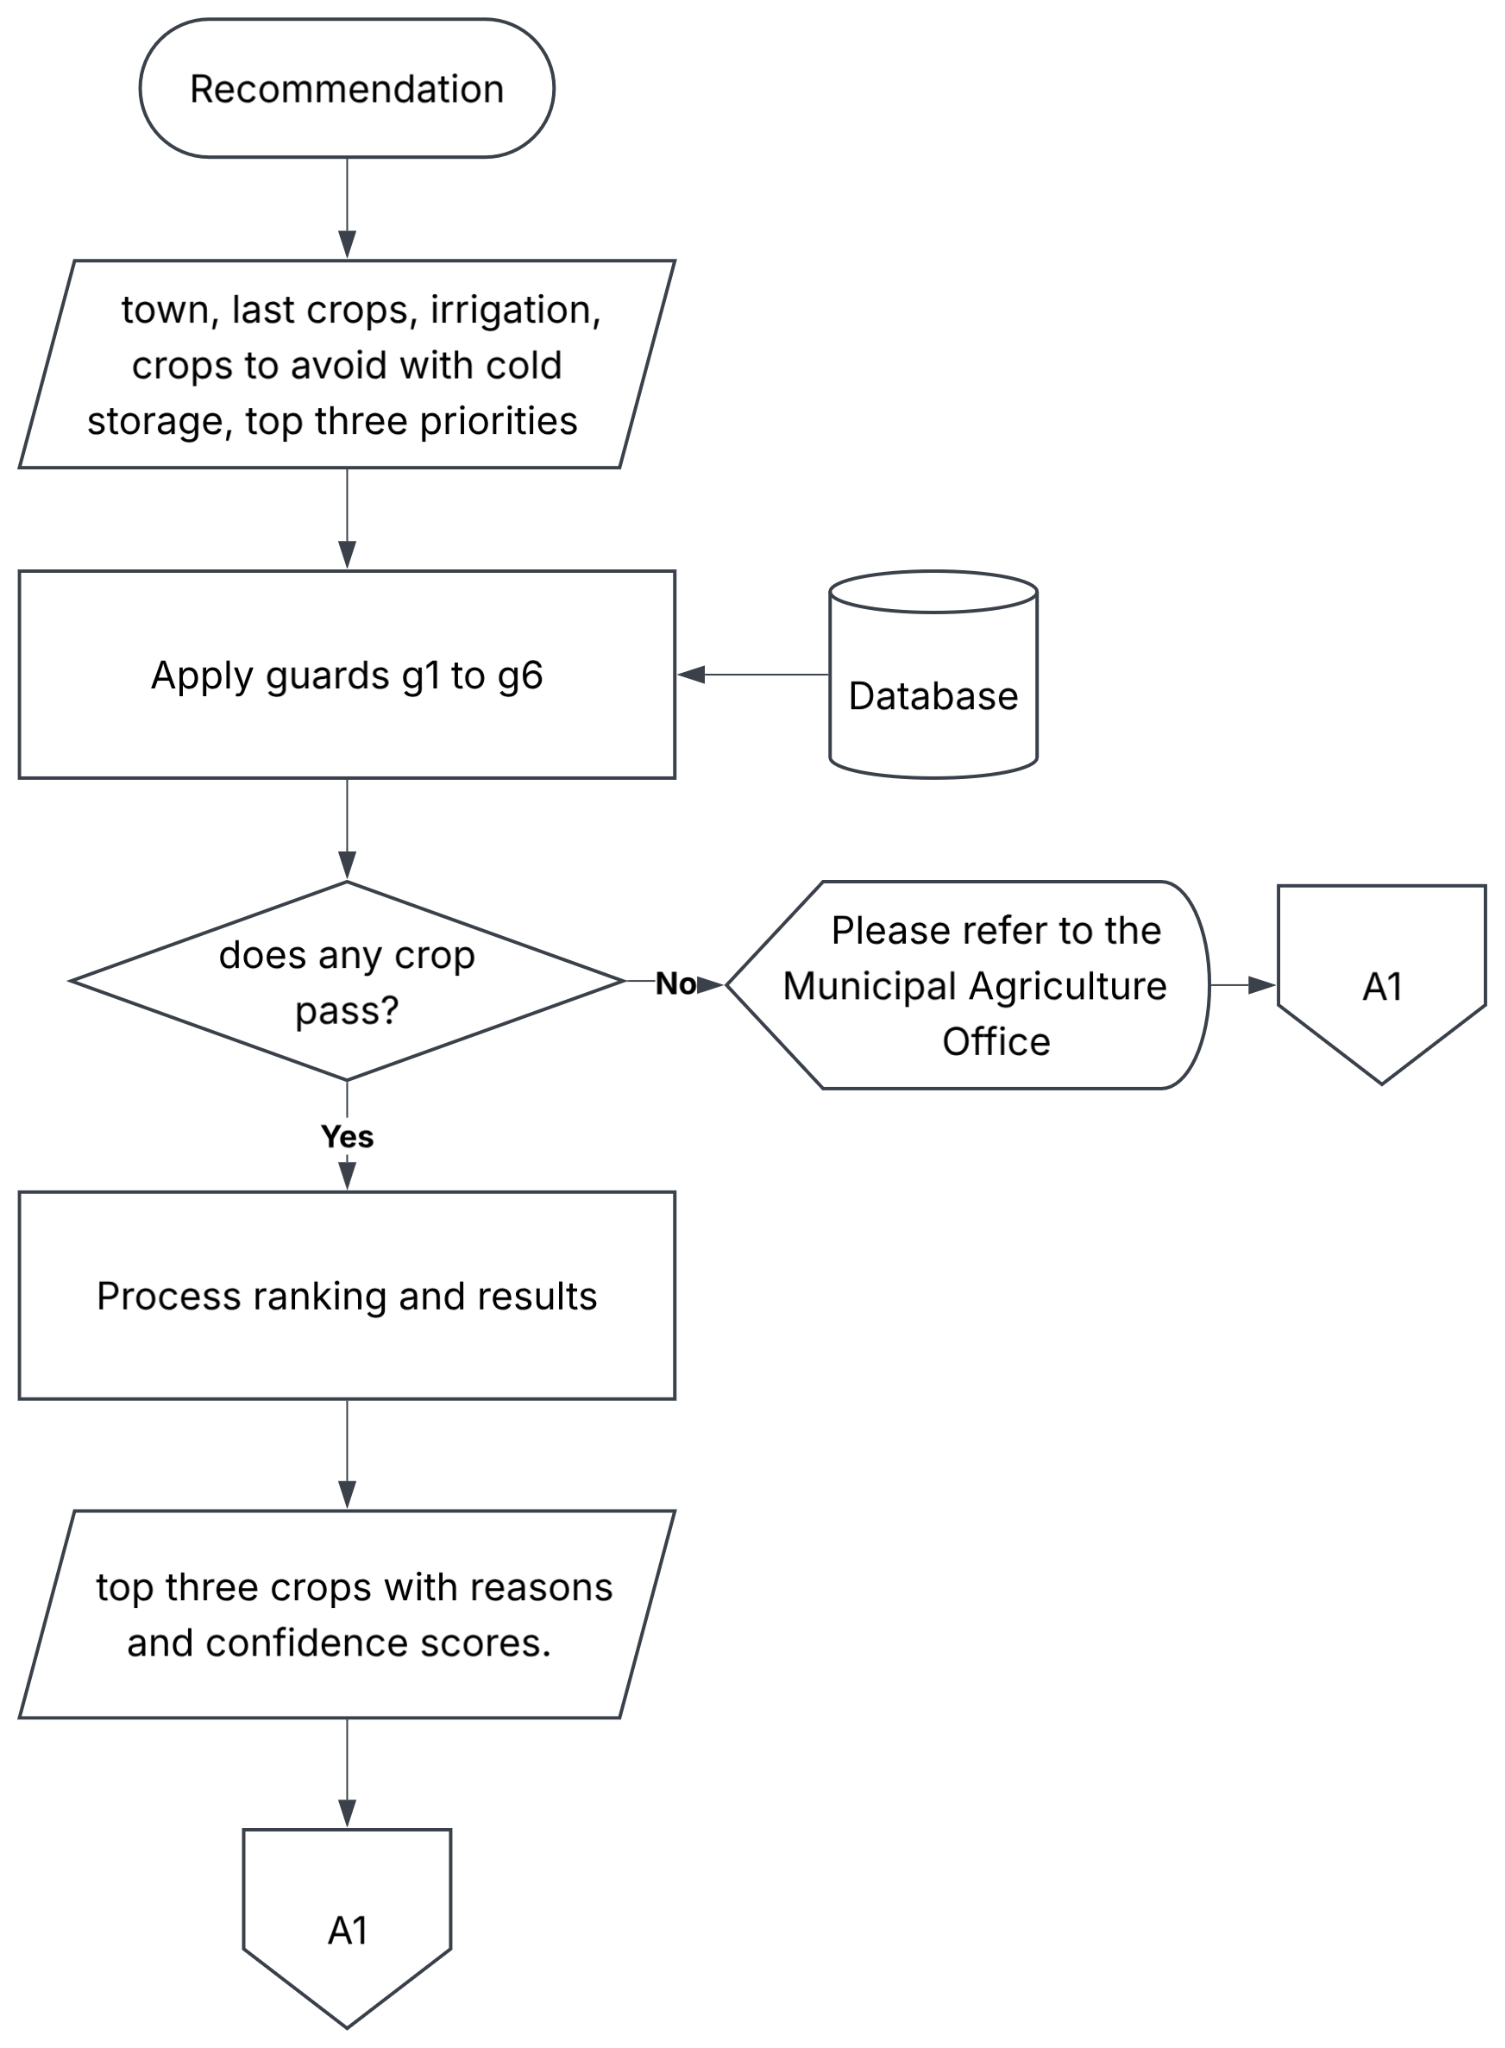 Recommendation
town, last crops, irrigation,
crops to avoid with cold
storage, top three priorities
Apply guards g1 to g6
Database
does any crop
pass?
No
Please refer to the
Municipal Agriculture
Office
A1
Yes
Process ranking and results
top three crops with reasons
and confidence scores.
A1